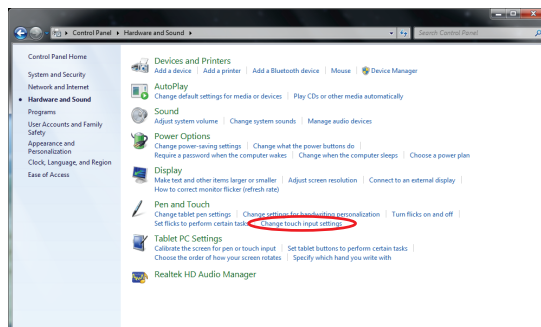 Control Panel ▸ Hardware and Sound ▸
Search Control Panel
Control Panel Home
System and Security
Network and Internet
Hardware and Sound
Programs
User Accounts and Family
Safety
Appearance and
Personalization
Clock, Language, and Region
Ease of Access
Devices and Printers
Add a device | Add a printer | Add a Bluetooth device | Mouse | Device Manager
AutoPlay
Change default settings for media or devices | Play CDs or other media automatically
Sound
Adjust system volume | Change system sounds | Manage audio devices
Power Options
Change power-saving settings | Change what the power buttons do |
Require a password when the computer wakes | Change when the computer sleeps | Choose a power plan
Display
Make text and other items larger or smaller | Adjust screen resolution | Connect to an external display |
How to correct monitor flicker (refresh rate)
Pen and Touch
Change tablet pen settings | Change settings for handwriting personalization | Turn flicks on and off |
Set flicks to perform certain tasks | Change touch input settings
Tablet PC Settings
Calibrate the screen for pen or touch input | Set tablet buttons to perform certain tasks |
Choose the order of how your screen rotates | Specify which hand you write with
Realtek HD Audio Manager